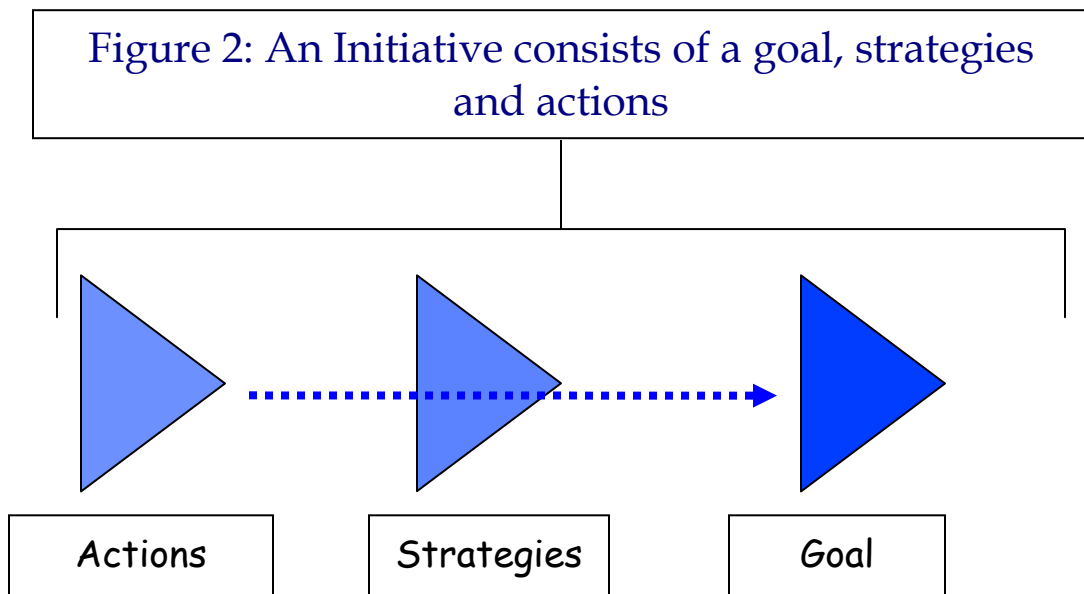 Figure 2: An Initiative consists of a goal, strategies
and actions
Actions
Strategies
Goal